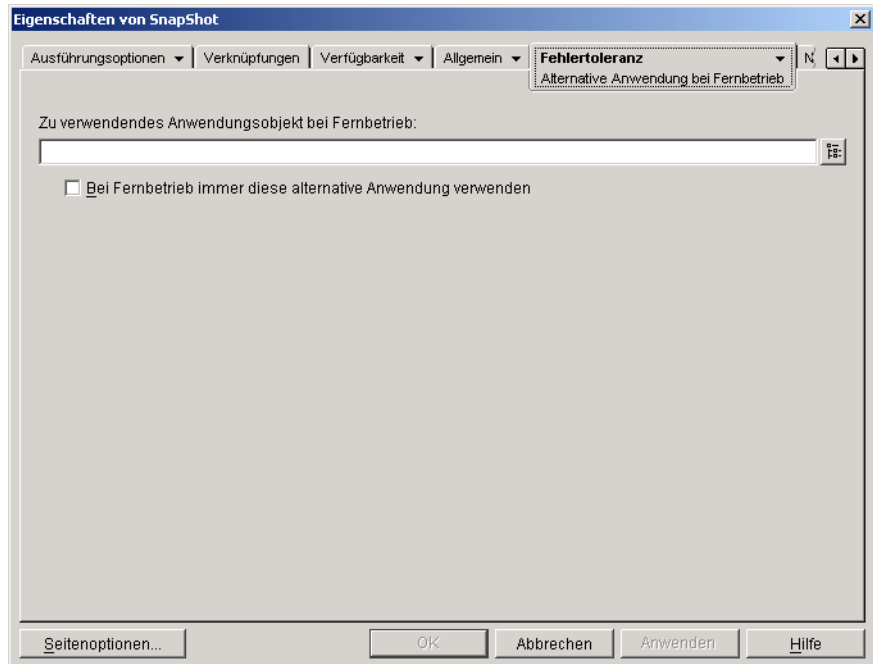 Eigenschaften von SnapShot
Ausführungsoptionen Verknüpfungen Verfügbarkeit Allgemein Fehlertoleranz N
Alternative Anwendung bei Fernbetrieb
Zu verwendendes Anwendungsobjekt bei Fernbetrieb:
Bei Fernbetrieb immer diese alternative Anwendung verwenden
Seitenoptionen... OK Abbrechen Anwenden Hilfe